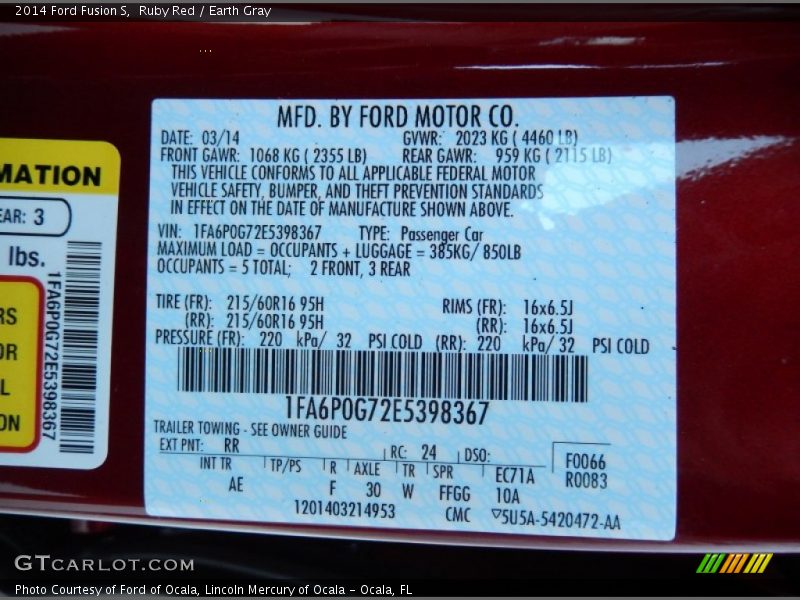 2014 Ford Fusion S,  Ruby Red / Earth Gray
MATION
EAR: 3
lbs.
RS
OR
L
ON
1FA6P0G72E5398367
MFD. BY FORD MOTOR CO.
DATE: 03/14 GVWR: 2023 KG ( 4460 LB)
FRONT GAWR: 1068 KG ( 2355 LB) REAR GAWR: 959 KG ( 2115 LB)
THIS VEHICLE CONFORMS TO ALL APPLICABLE FEDERAL MOTOR
VEHICLE SAFETY, BUMPER, AND THEFT PREVENTION STANDARDS
IN EFFECT ON THE DATE OF MANUFACTURE SHOWN ABOVE.
VIN: 1FA6P0G72E5398367 TYPE: Passenger Car
MAXIMUM LOAD = OCCUPANTS + LUGGAGE = 385KG/ 850LB
OCCUPANTS = 5 TOTAL; 2 FRONT, 3 REAR
TIRE (FR): 215/60R16 95H RIMS (FR): 16x6.5J
(RR): 215/60R16 95H (RR): 16x6.5J
PRESSURE (FR): 220 kPa/ 32 PSI COLD (RR): 220 kPa/ 32 PSI COLD
1FA6P0G72E5398367
TRAILER TOWING - SEE OWNER GUIDE
EXT PNT: RR RC: 24 DSO:
INT TR TP/PS R AXLE TR SPR EC71A F0066
R0083
AE F 30 W FFGG 10A
1201403214953 CMC ▽5U5A-5420472-AA
GTCARLOT.COM
Photo Courtesy of Ford of Ocala, Lincoln Mercury of Ocala – Ocala, FL